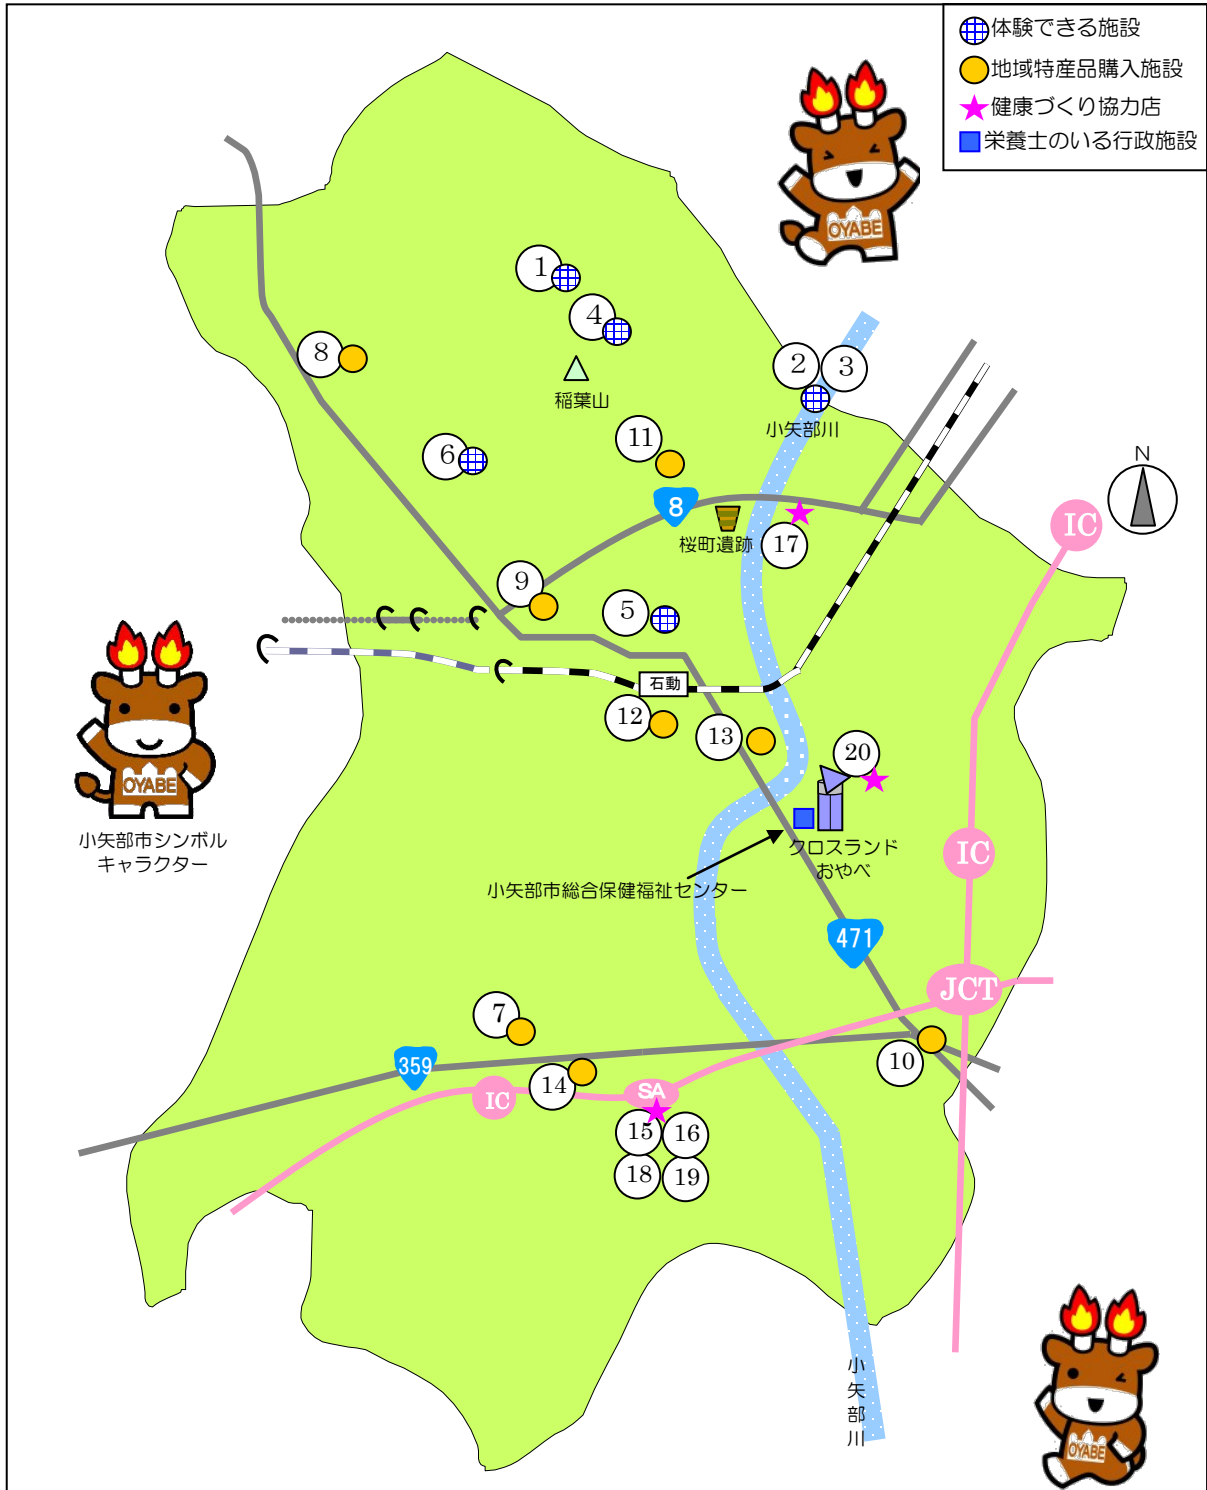 体験できる施設
地域特産品購入施設
健康づくり協力店
栄養士のいる行政施設
OYABE
1
4
8
2
3
稲葉山
小矢部川
11
6
N
8
IC
桜町遺跡
17
9
5
石動
12
13
20
OYABE
小矢部市シンボル
キャラクター
クロスランド
おやべ
IC
小矢部市総合保健福祉センター
471
JCT
7
359
10
14
IC
SA
15
16
18
19
小矢部川
OYABE